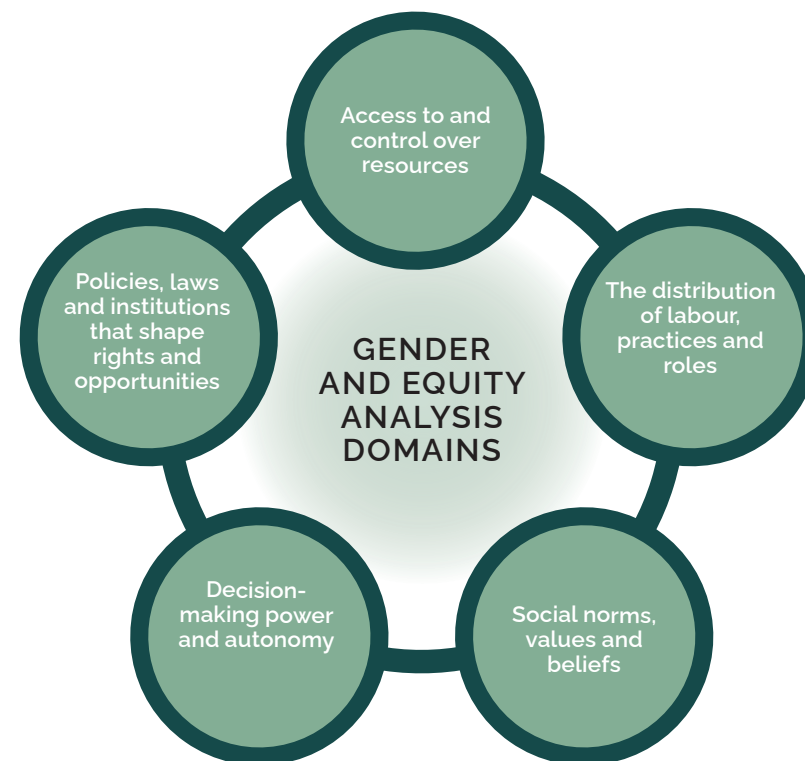 Access to and
control over
resources
The distribution
of labour,
practices and
roles
Social norms,
values and
beliefs
Decision-
making power
and autonomy
Policies, laws
and institutions
that shape
rights and
opportunities
GENDER
AND EQUITY
ANALYSIS
DOMAINS